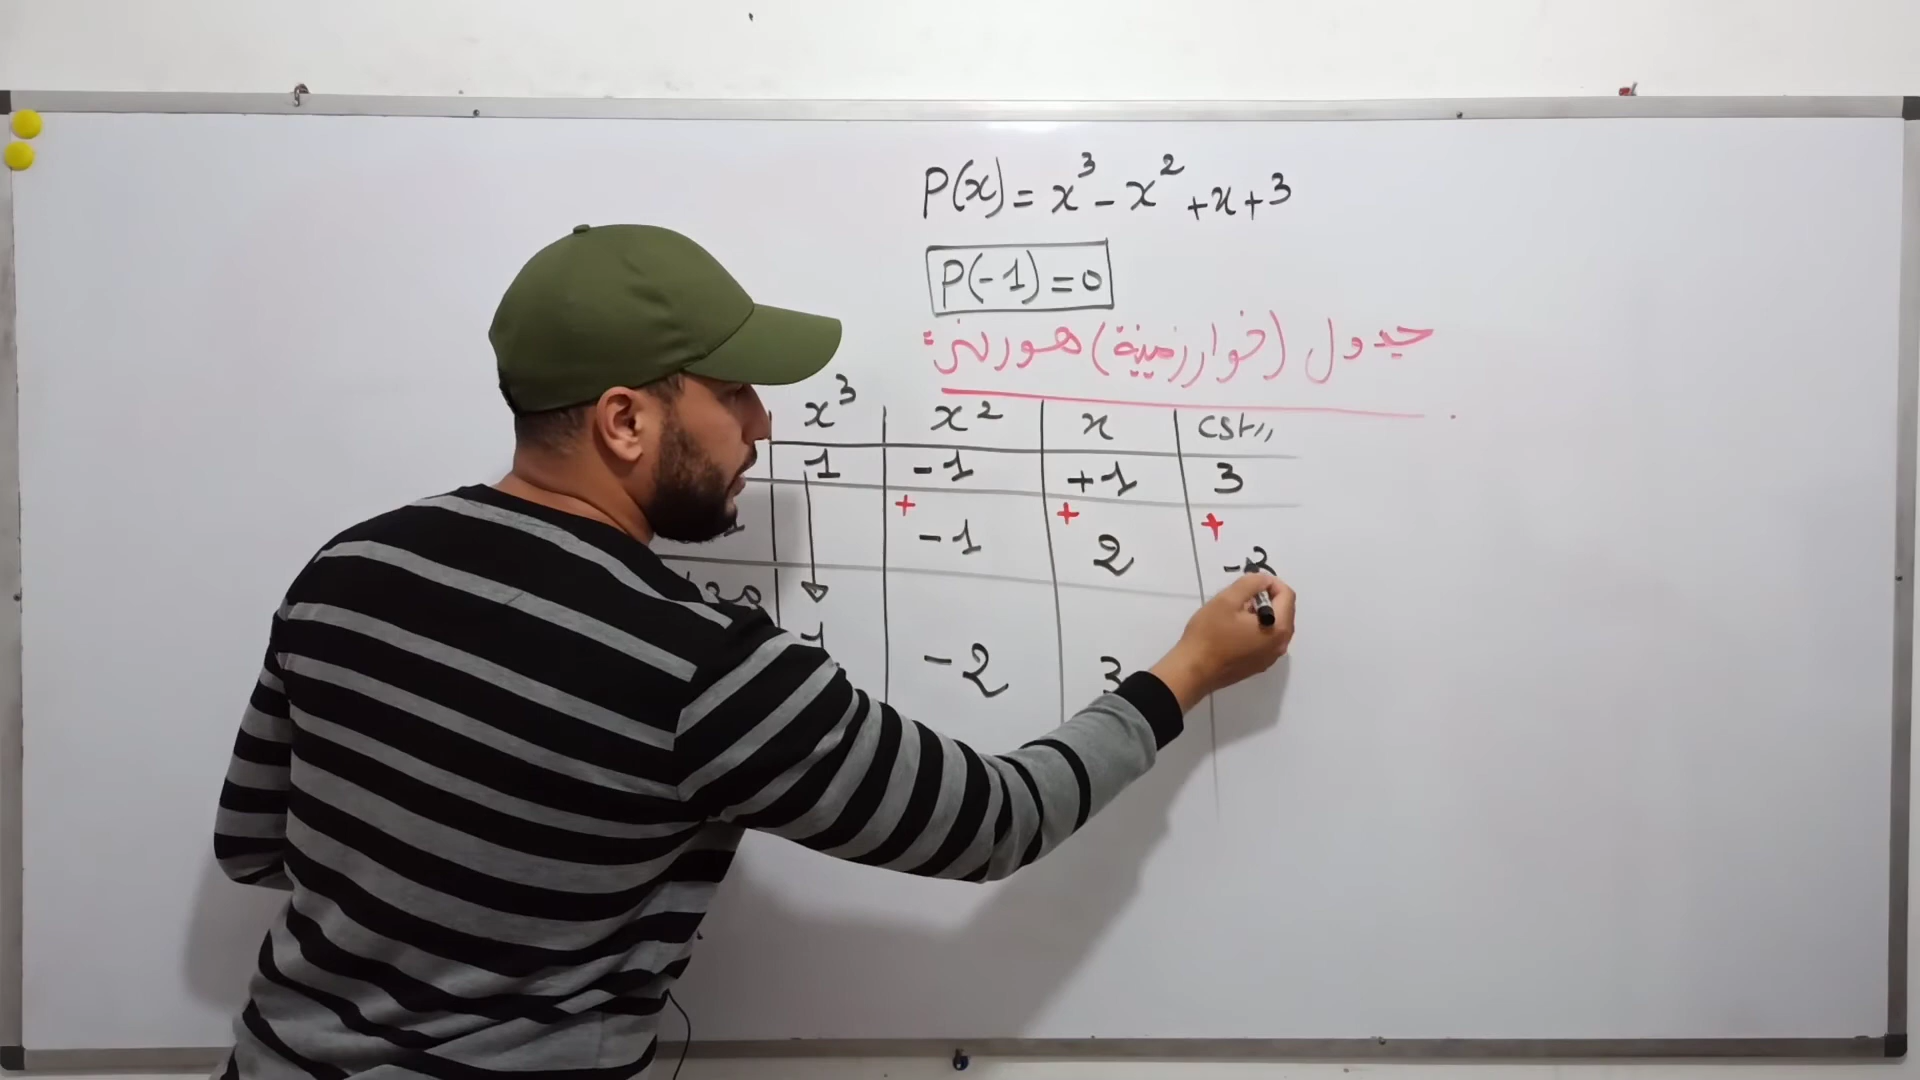 P(x) = x³ - x² + x + 3
P(-1) = 0
جدول (خوارزمية) هورنر:
x³ x² x cst,,
1 -1 +1 3
+ + +
-1 2 -3
1 -2 3